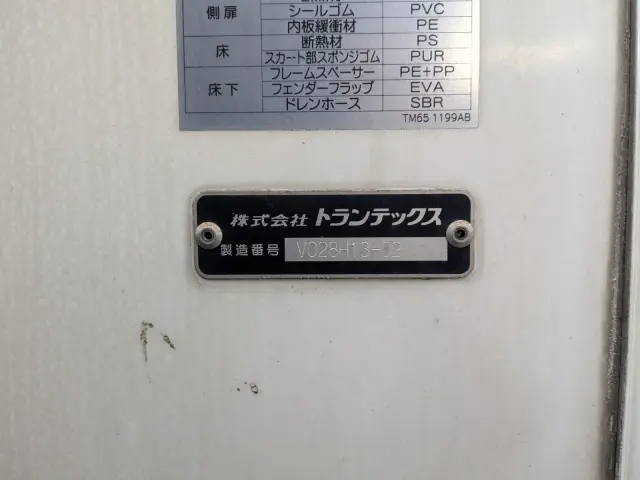 側扉 シールゴム PVC
内板緩衝材 PE
床 断熱材 PS
スカート部スポンジゴム PUR
床下 フレームスペーサー PE+PP
フェンダーフラップ EVA
ドレンホース SBR
TM65 1199AB
株式会社 トランテックス
製造番号 V028H13-02